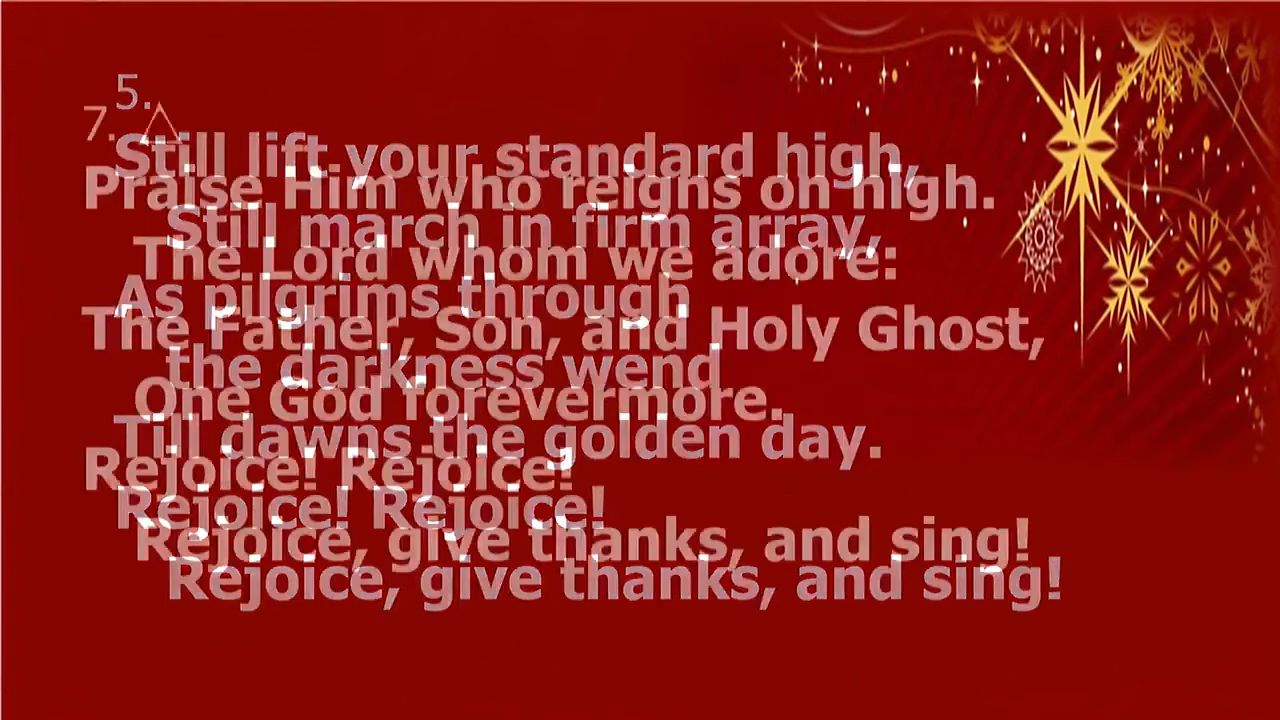 5.
Still lift your standard high,
Still march in firm array,
As pilgrims through
the darkness wend
Till dawns the golden day.
Rejoice! Rejoice!
Rejoice, give thanks, and sing!
7. △
Praise Him who reigns on high.
The Lord whom we adore:
The Father, Son, and Holy Ghost,
One God forevermore.
Rejoice! Rejoice!
Rejoice, give thanks, and sing!